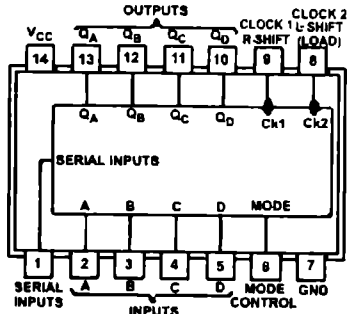 OUTPUTS
CLOCK 1 R-SHIFT
CLOCK 2 L-SHIFT (LOAD)
VCC QA QB QC QD
14 13 12 11 10 9 8
QA QB QC QD Ck1 Ck2
SERIAL INPUTS
A B C D MODE
1 2 3 4 5 6 7
SERIAL INPUTS A B C D MODE CONTROL GND
INPUTS